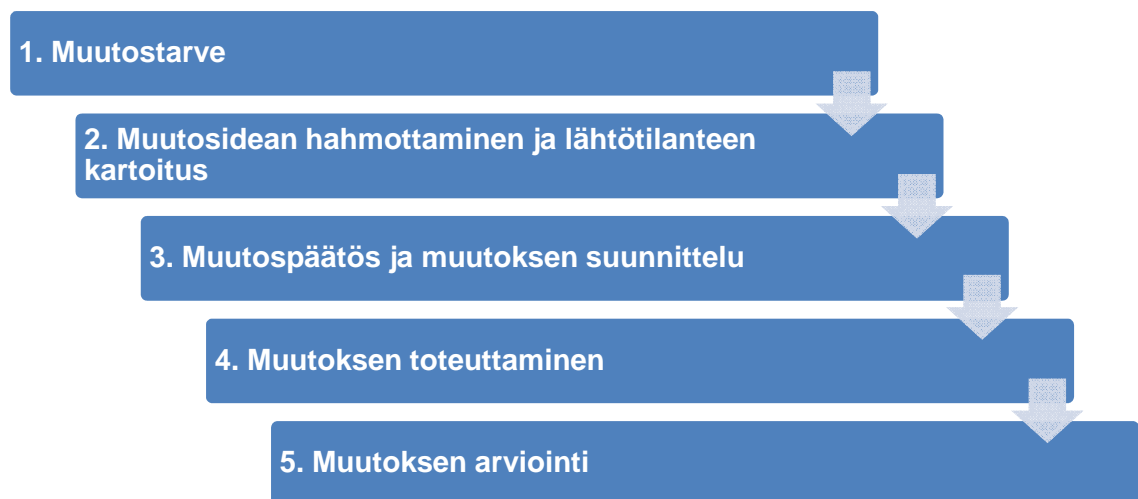 1. Muutostarve
2. Muutosidean hahmottaminen ja lähtötilanteen
kartoitus
3. Muutospäätös ja muutoksen suunnittelu
4. Muutoksen toteuttaminen
5. Muutoksen arviointi